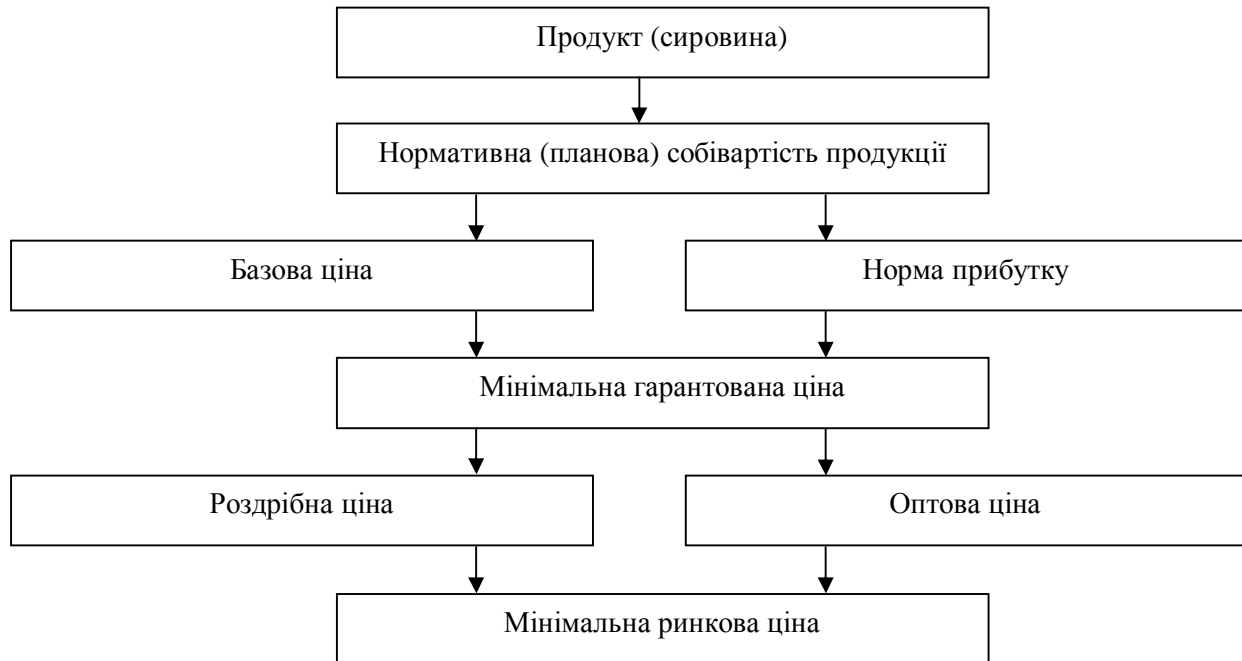 Продукт (сировина)
Нормативна (планова) собівартість продукції
Базова ціна
Норма прибутку
Мінімальна гарантована ціна
Роздрібна ціна
Оптова ціна
Мінімальна ринкова ціна